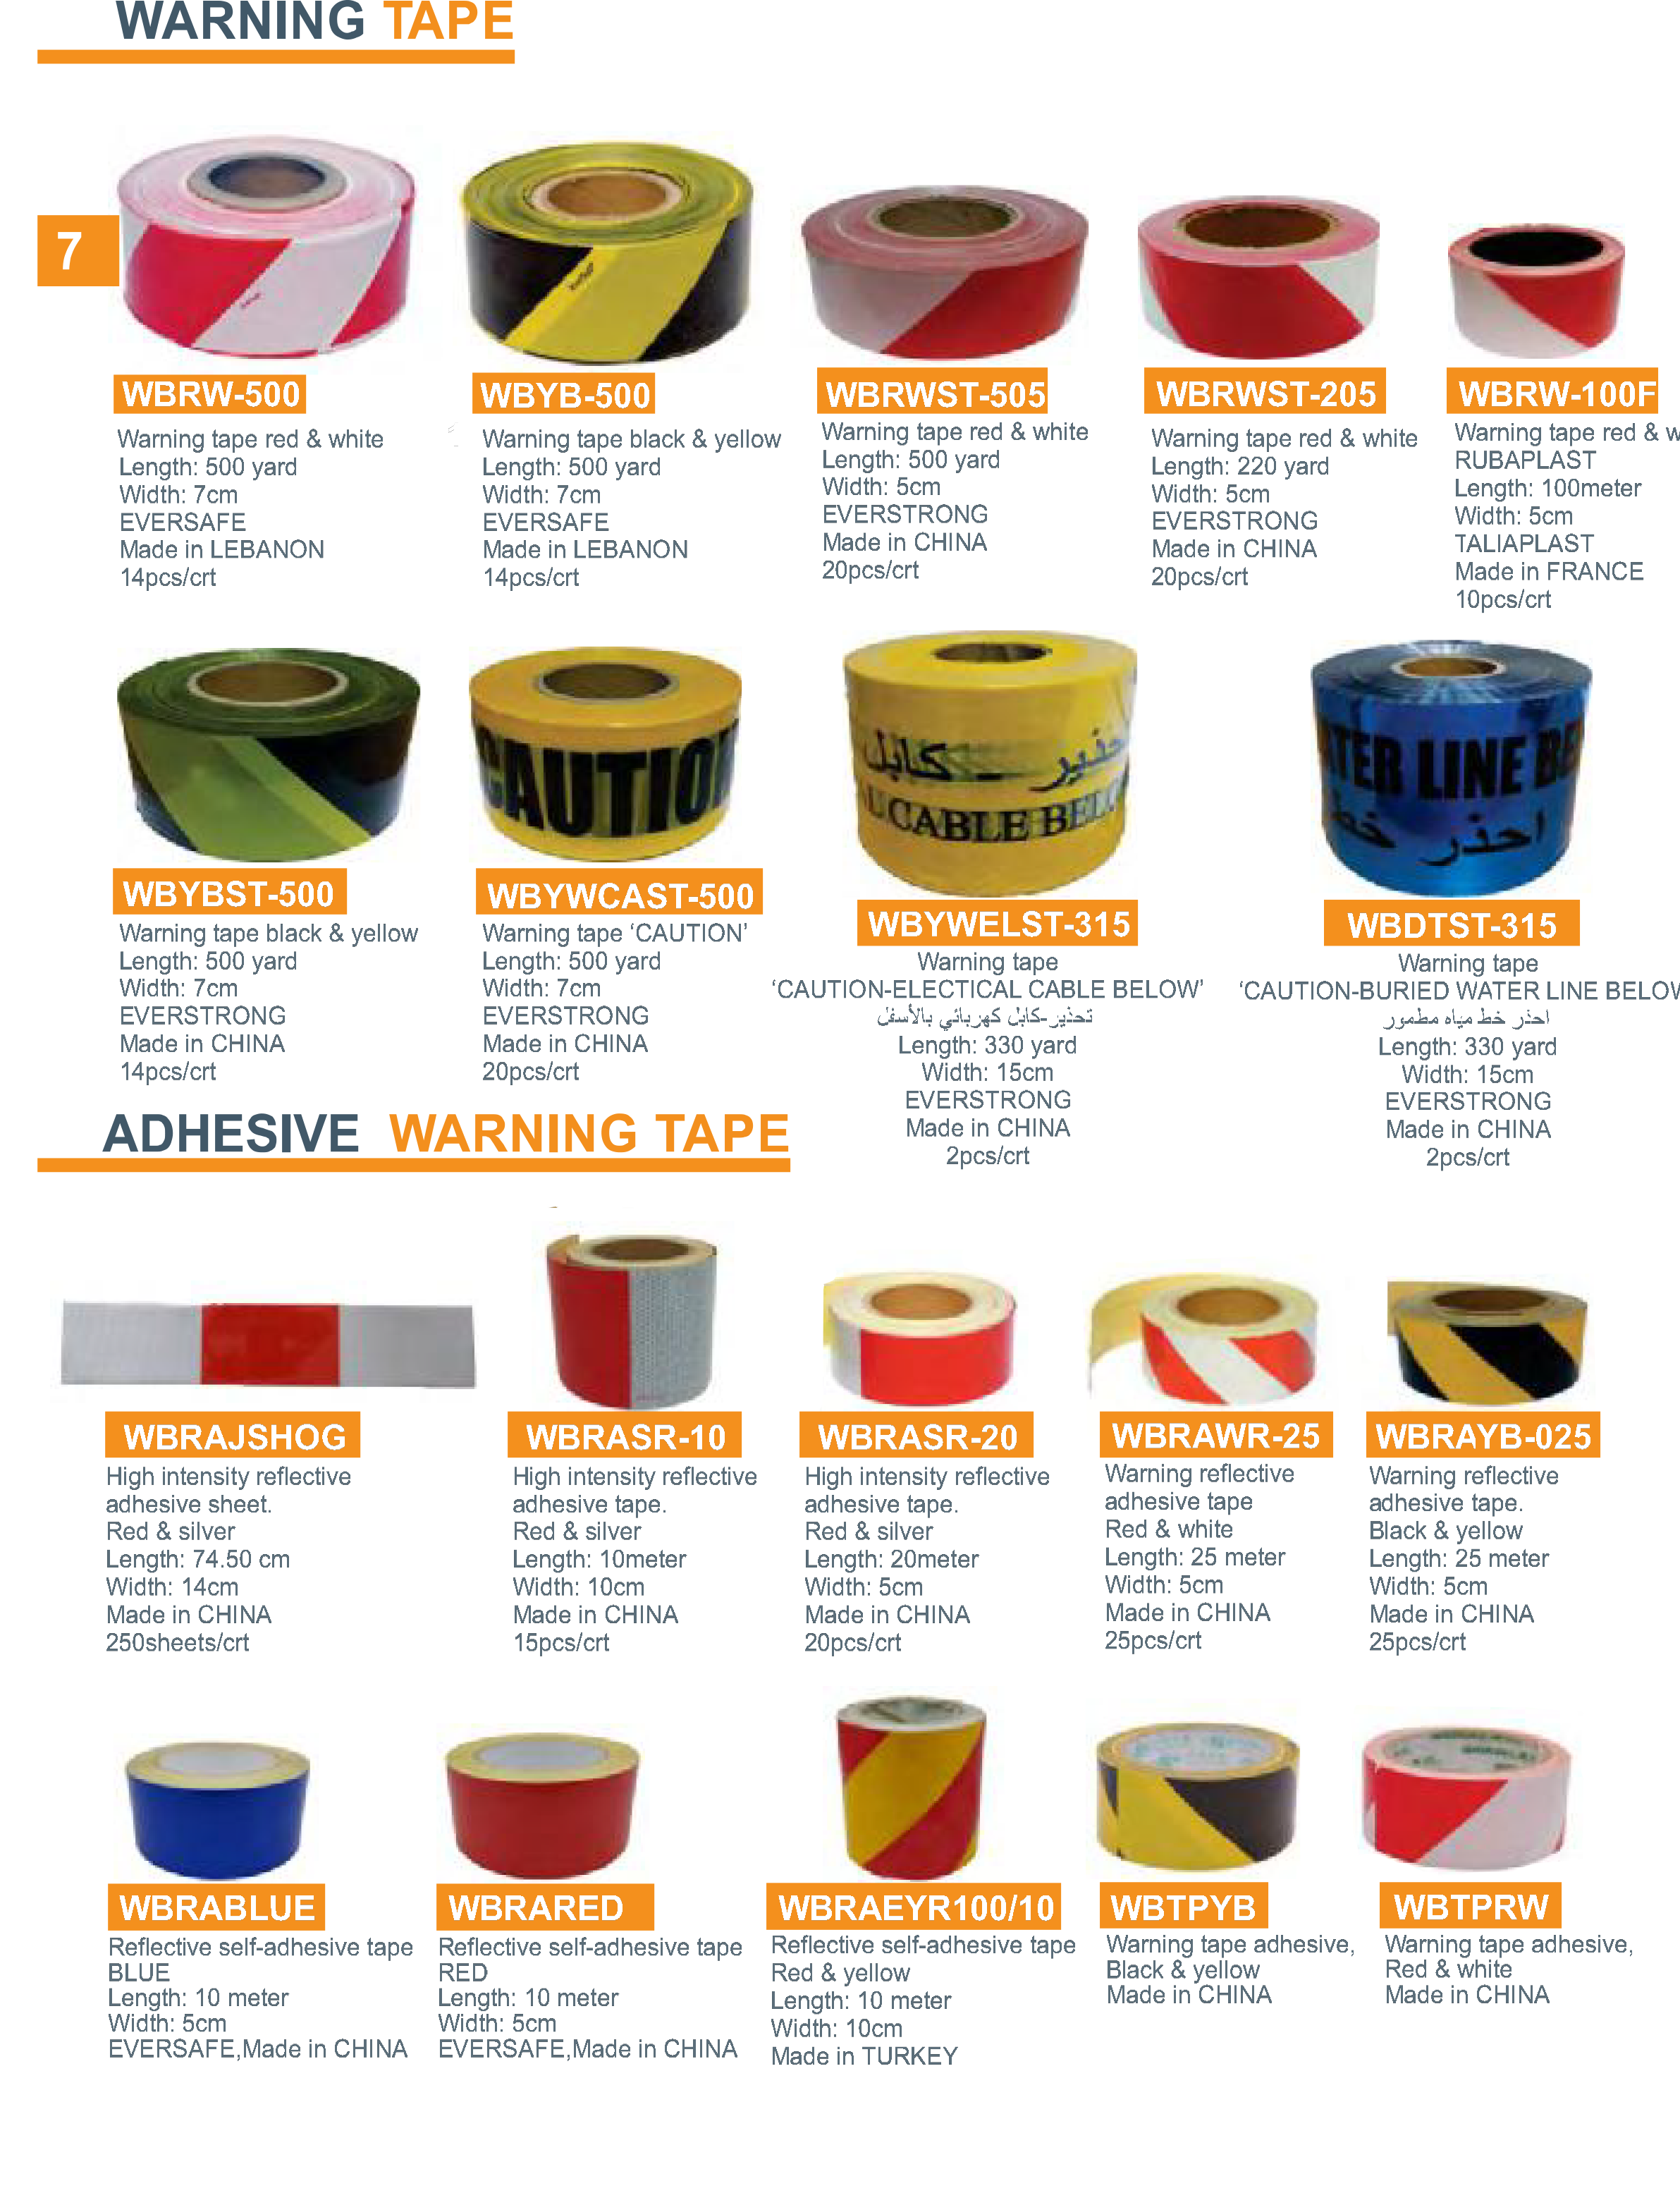 WARNING TAPE
7
WBRW-500
Warning tape red & white
Length: 500 yard
Width: 7cm
EVERSAFE
Made in LEBANON
14pcs/crt
WBYB-500
Warning tape black & yellow
Length: 500 yard
Width: 7cm
EVERSAFE
Made in LEBANON
14pcs/crt
WBRWST-505
Warning tape red & white
Length: 500 yard
Width: 5cm
EVERSTRONG
Made in CHINA
20pcs/crt
WBRWST-205
Warning tape red & white
Length: 220 yard
Width: 5cm
EVERSTRONG
Made in CHINA
20pcs/crt
WBRW-100F
Warning tape red & w
RUBAPLAST
Length: 100meter
Width: 5cm
TALIAPLAST
Made in FRANCE
10pcs/crt
CAUTION
تحذير - كابل
AL CABLE BELO
TER LINE BE
احذر خط
WBYBST-500
Warning tape black & yellow
Length: 500 yard
Width: 7cm
EVERSTRONG
Made in CHINA
14pcs/crt
WBYWCAST-500
Warning tape ‘CAUTION’
Length: 500 yard
Width: 7cm
EVERSTRONG
Made in CHINA
20pcs/crt
WBYWELST-315
Warning tape
‘CAUTION-ELECTICAL CABLE BELOW’
تحذير-كابل كهربائي بالأسفل
Length: 330 yard
Width: 15cm
EVERSTRONG
Made in CHINA
2pcs/crt
WBDTST-315
Warning tape
‘CAUTION-BURIED WATER LINE BELOW
احذر خط مياه مطمور
Length: 330 yard
Width: 15cm
EVERSTRONG
Made in CHINA
2pcs/crt
ADHESIVE WARNING TAPE
WBRAJSHOG
High intensity reflective
adhesive sheet.
Red & silver
Length: 74.50 cm
Width: 14cm
Made in CHINA
250sheets/crt
WBRASR-10
High intensity reflective
adhesive tape.
Red & silver
Length: 10meter
Width: 10cm
Made in CHINA
15pcs/crt
WBRASR-20
High intensity reflective
adhesive tape.
Red & silver
Length: 20meter
Width: 5cm
Made in CHINA
20pcs/crt
WBRAWR-25
Warning reflective
adhesive tape
Red & white
Length: 25 meter
Width: 5cm
Made in CHINA
25pcs/crt
WBRAYB-025
Warning reflective
adhesive tape.
Black & yellow
Length: 25 meter
Width: 5cm
Made in CHINA
25pcs/crt
WBRABLUE
Reflective self-adhesive tape
BLUE
Length: 10 meter
Width: 5cm
EVERSAFE,Made in CHINA
WBRARED
Reflective self-adhesive tape
RED
Length: 10 meter
Width: 5cm
EVERSAFE,Made in CHINA
WBRAEYR100/10
Reflective self-adhesive tape
Red & yellow
Length: 10 meter
Width: 10cm
Made in TURKEY
WBTPYB
Warning tape adhesive,
Black & yellow
Made in CHINA
WBTPRW
Warning tape adhesive,
Red & white
Made in CHINA